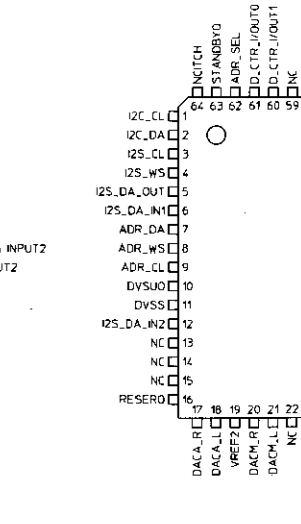 NCITCH
STANDBY0
ADR_SEL
D_CTR_I/OUT0
D_CTR_I/OUT1
NC
64 63 62 61 60 59
I2C_CL 1
I2C_DA 2
I2S_CL 3
I2S_WS 4
I2S_DA_OUT 5
I2S_DA_IN1 6
ADR_DA 7
INPUT2 ADR_WS 8
UT2 ADR_CL 9
DVSUO 10
DVSS 11
I2S_DA_IN2 12
NC 13
NC 14
NC 15
RESERO 16
17 18 19 20 21 22
DACA_R
DACA_L
VREF2
DACM_R
DACM_L
NC